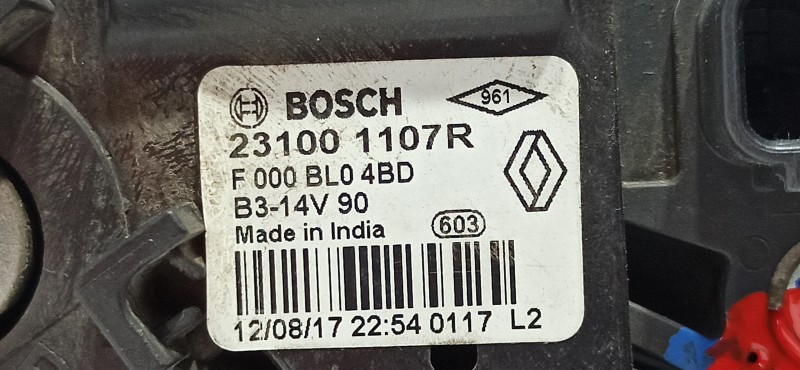 BOSCH 961
23100 1107R
F 000 BL0 4BD
B3-14V 90
Made in India 603
12/08/17 22:54 0117 L2